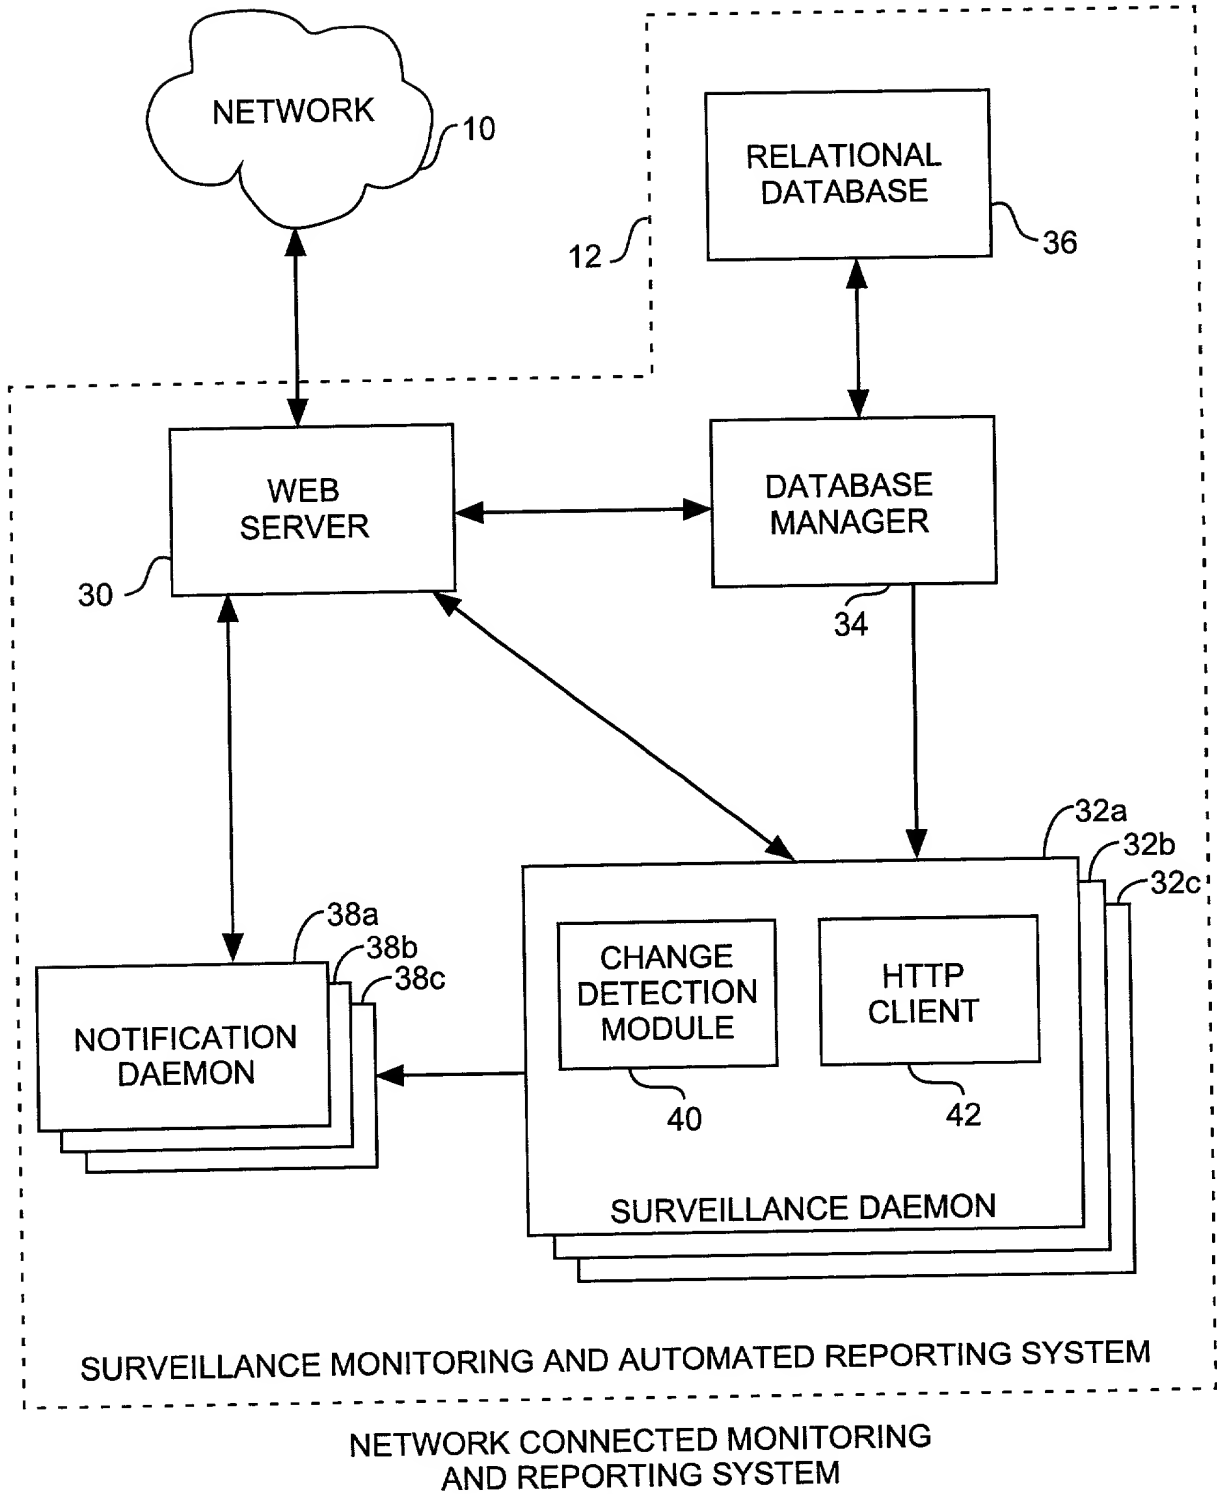 NETWORK
10
RELATIONAL
DATABASE
36
12
WEB
SERVER
30
DATABASE
MANAGER
34
32a
32b
32c
38a
38b
38c
NOTIFICATION
DAEMON
CHANGE
DETECTION
MODULE
40
HTTP
CLIENT
42
SURVEILLANCE DAEMON
SURVEILLANCE MONITORING AND AUTOMATED REPORTING SYSTEM
NETWORK CONNECTED MONITORING
AND REPORTING SYSTEM